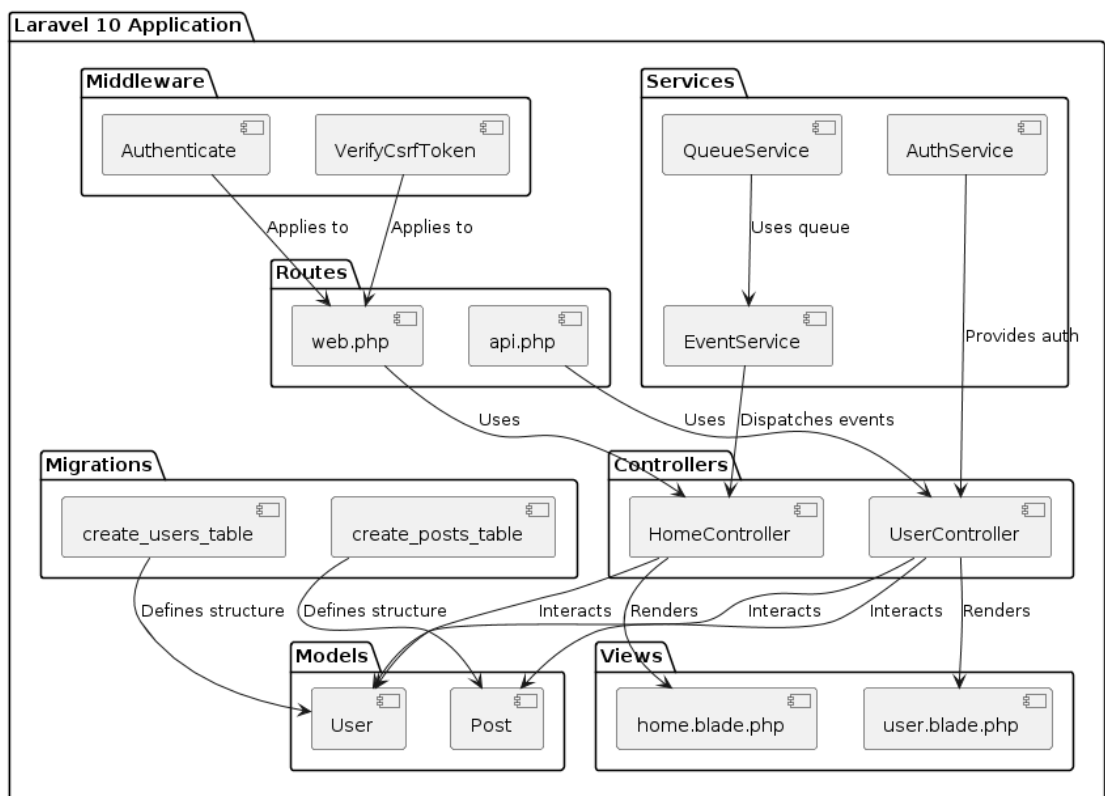 Laravel 10 Application
Middleware
Services
Authenticate
VerifyCsrfToken
QueueService
AuthService
Applies to
Applies to
Uses queue
Routes
web.php
api.php
EventService
Provides auth
Uses
Uses
Dispatches events
Migrations
Controllers
create_users_table
create_posts_table
HomeController
UserController
Defines structure
Defines structure
Interacts
Renders
Interacts
Interacts
Renders
Models
Views
User
Post
home.blade.php
user.blade.php